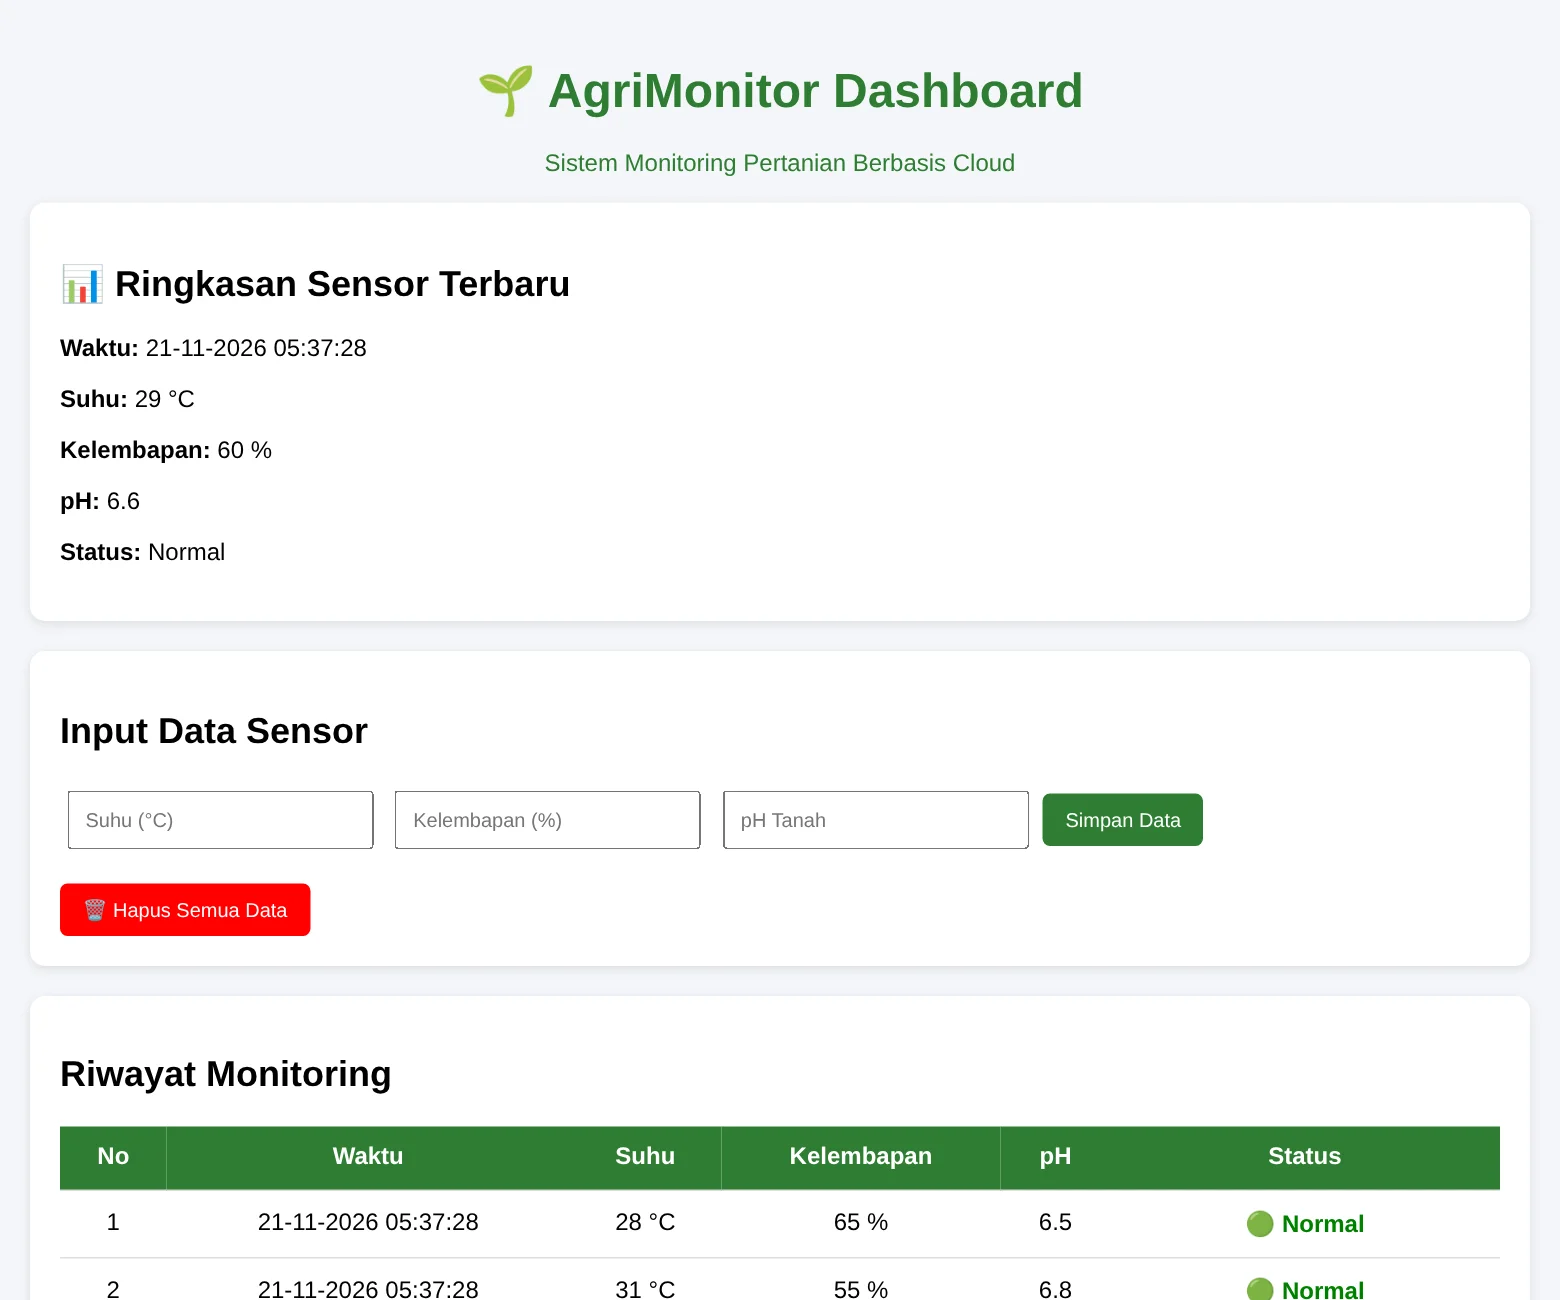 🌱 AgriMonitor Dashboard
Sistem Monitoring Pertanian Berbasis Cloud
📊 Ringkasan Sensor Terbaru
Waktu: 21-11-2026 05:37:28
Suhu: 29 °C
Kelembapan: 60 %
pH: 6.6
Status: Normal
Input Data Sensor
Suhu (°C) Kelembapan (%) pH Tanah Simpan Data
🗑️ Hapus Semua Data
Riwayat Monitoring
No Waktu Suhu Kelembapan pH Status
1 21-11-2026 05:37:28 28 °C 65 % 6.5 🟢 Normal
2 21-11-2026 05:37:28 31 °C 55 % 6.8 🟢 Normal